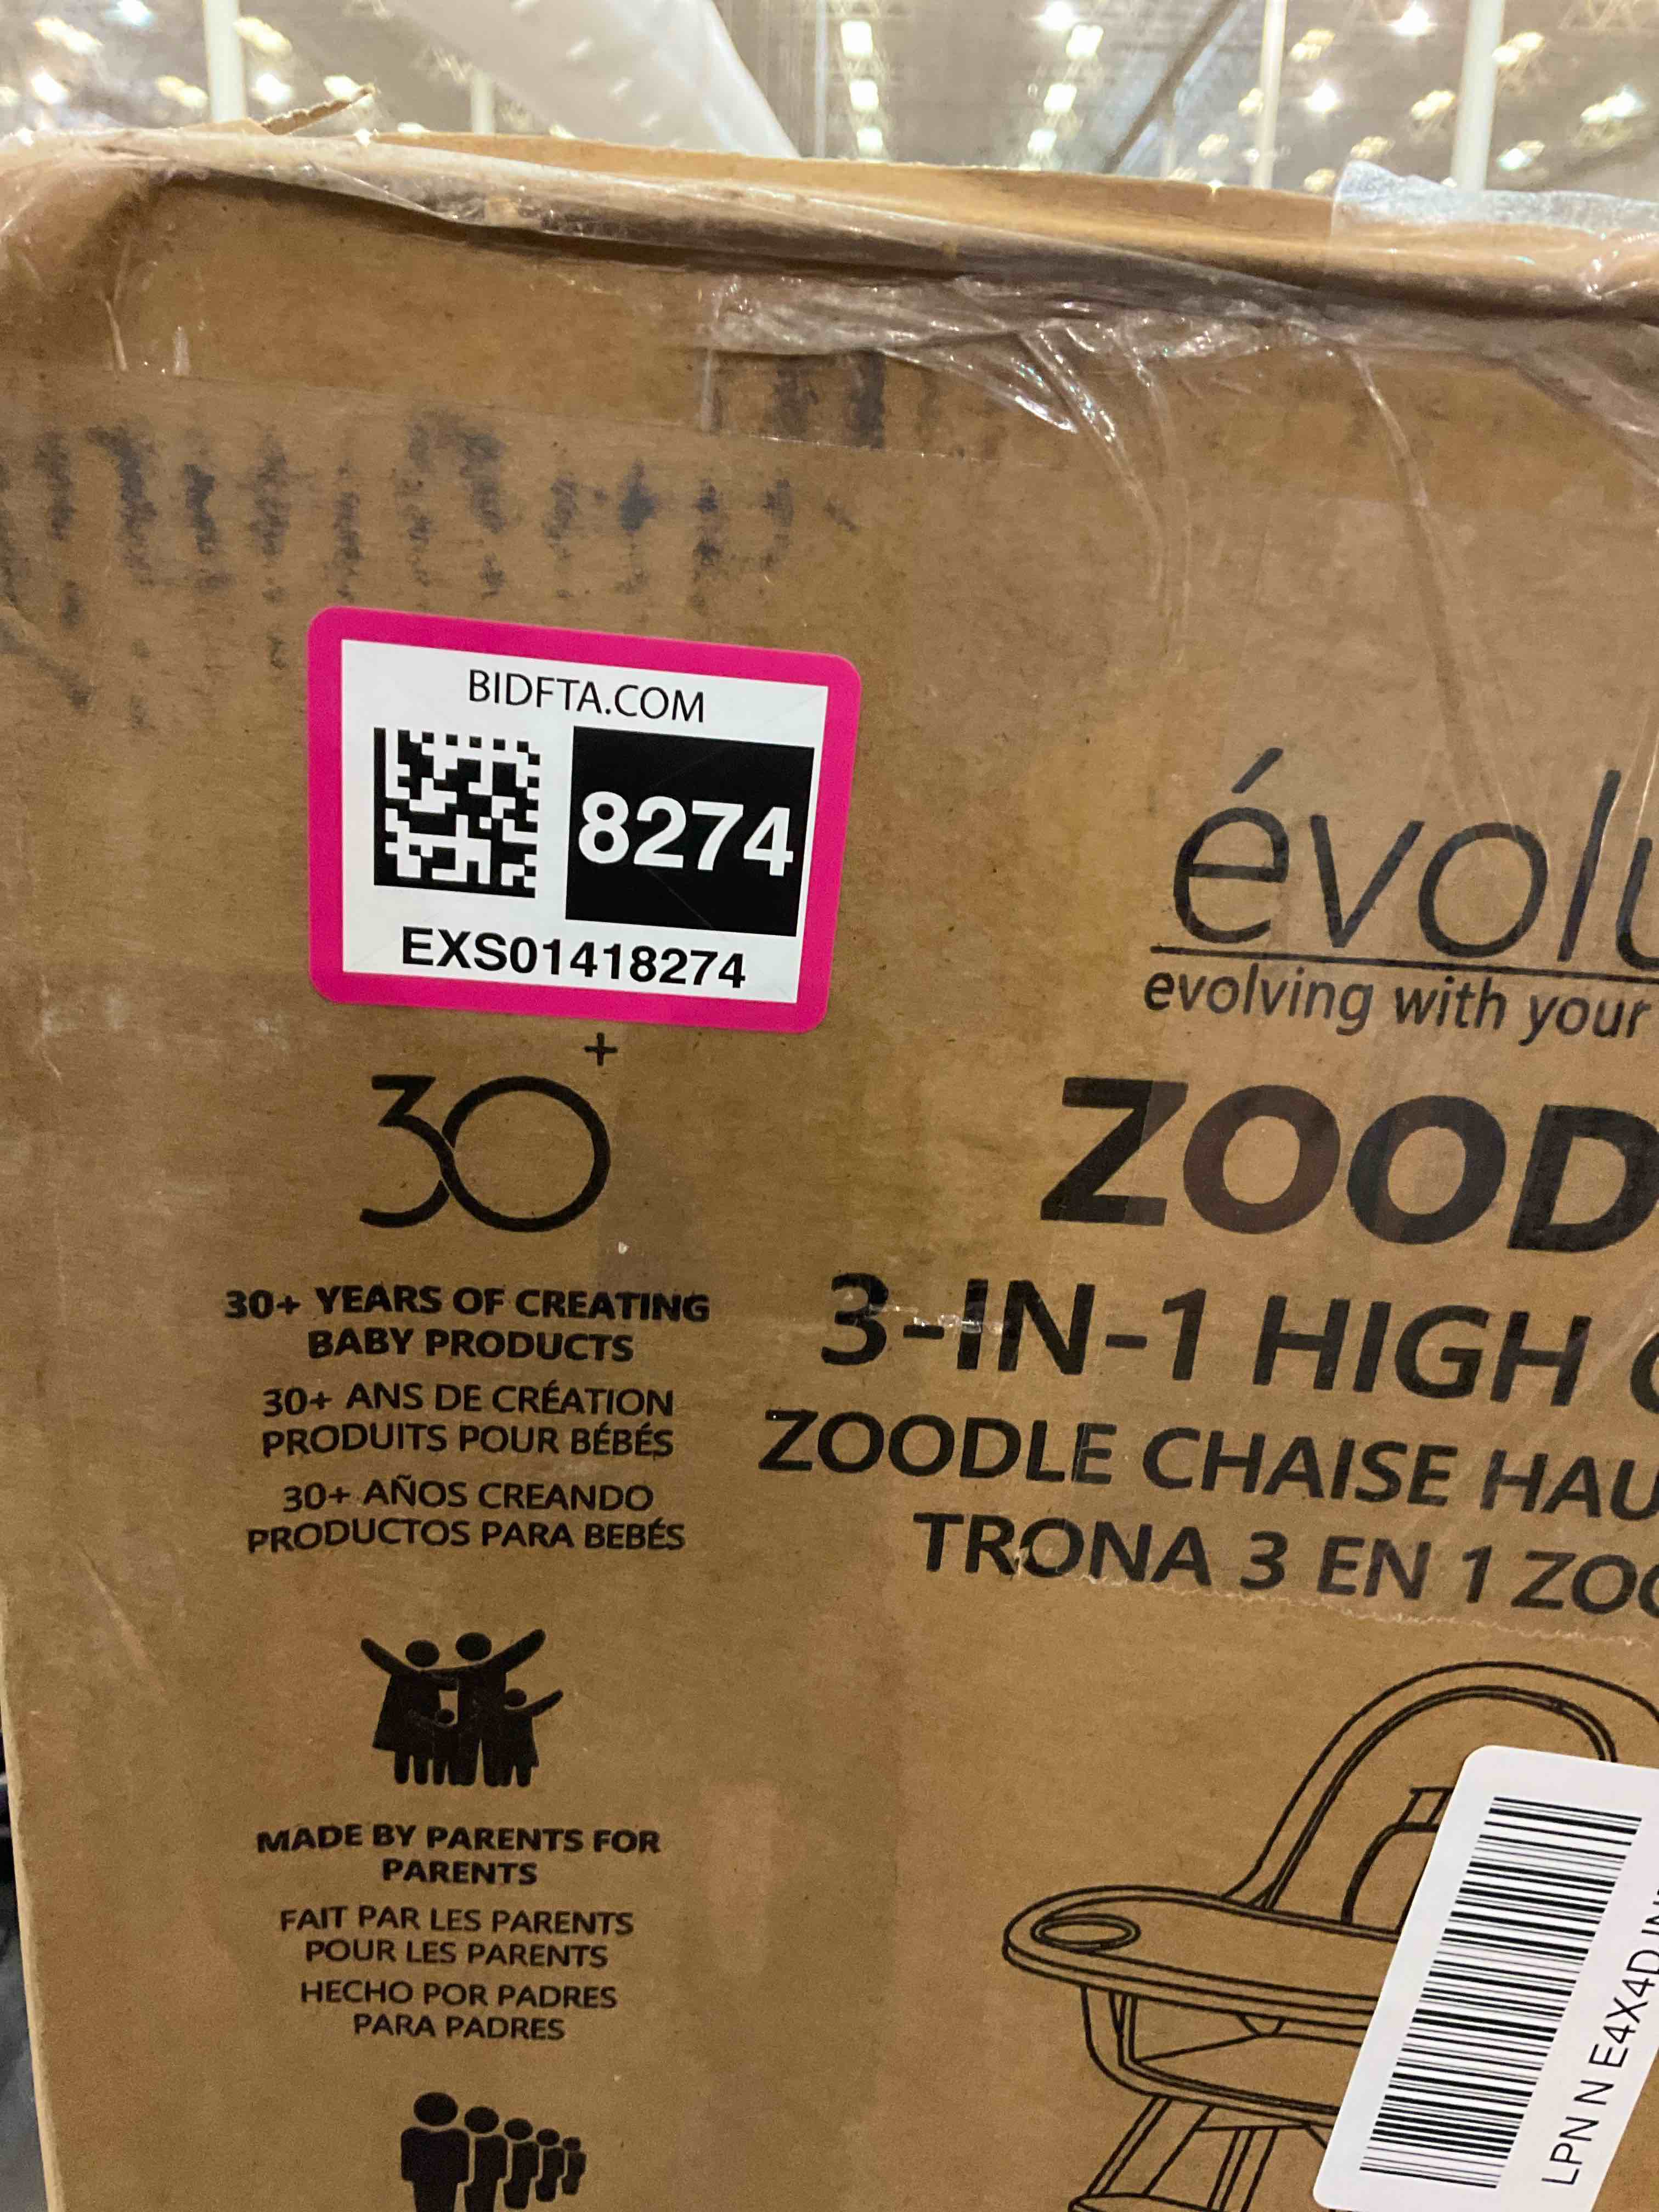 BIDFTA.COM
8274
EXS01418274
évolu
evolving with your
30+
ZOOD
3-IN-1 HIGH
ZOODLE CHAISE HAU
TRONA 3 EN 1 ZOO
30+ YEARS OF CREATING
BABY PRODUCTS
30+ ANS DE CRÉATION
PRODUITS POUR BÉBÉS
30+ AÑOS CREANDO
PRODUCTOS PARA BEBÉS
MADE BY PARENTS FOR
PARENTS
FAIT PAR LES PARENTS
POUR LES PARENTS
HECHO POR PADRES
PARA PADRES
LPN N E4X4D